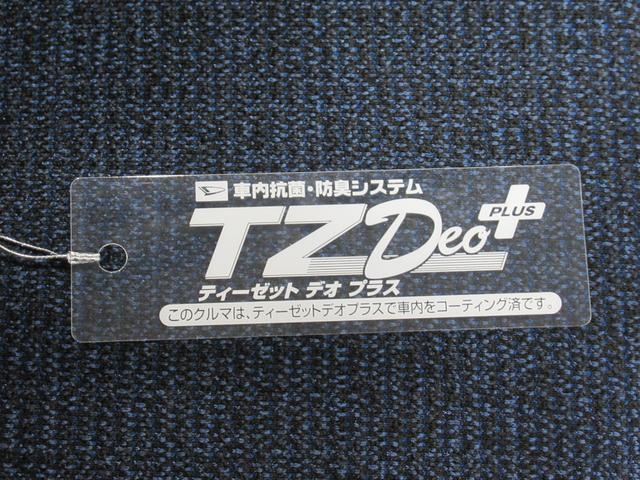 車内抗菌・防臭システム
TZDeo+ PLUS
ティーゼット デオ プラス
このクルマは、ティーゼットデオプラスで車内をコーティング済です。